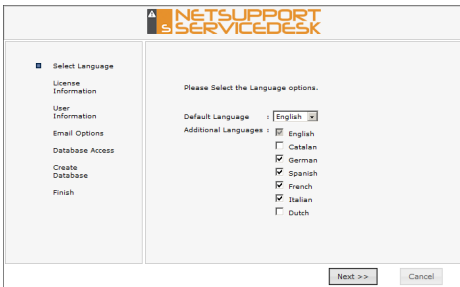 NETSUPPORT
SERVICEDESK
Select Language
License
Information
User
Information
Email Options
Database Access
Create
Database
Finish
Please Select the Language options.
Default Language : English
Additional Languages : English
Catalan
German
Spanish
French
Italian
Dutch
Next >> Cancel